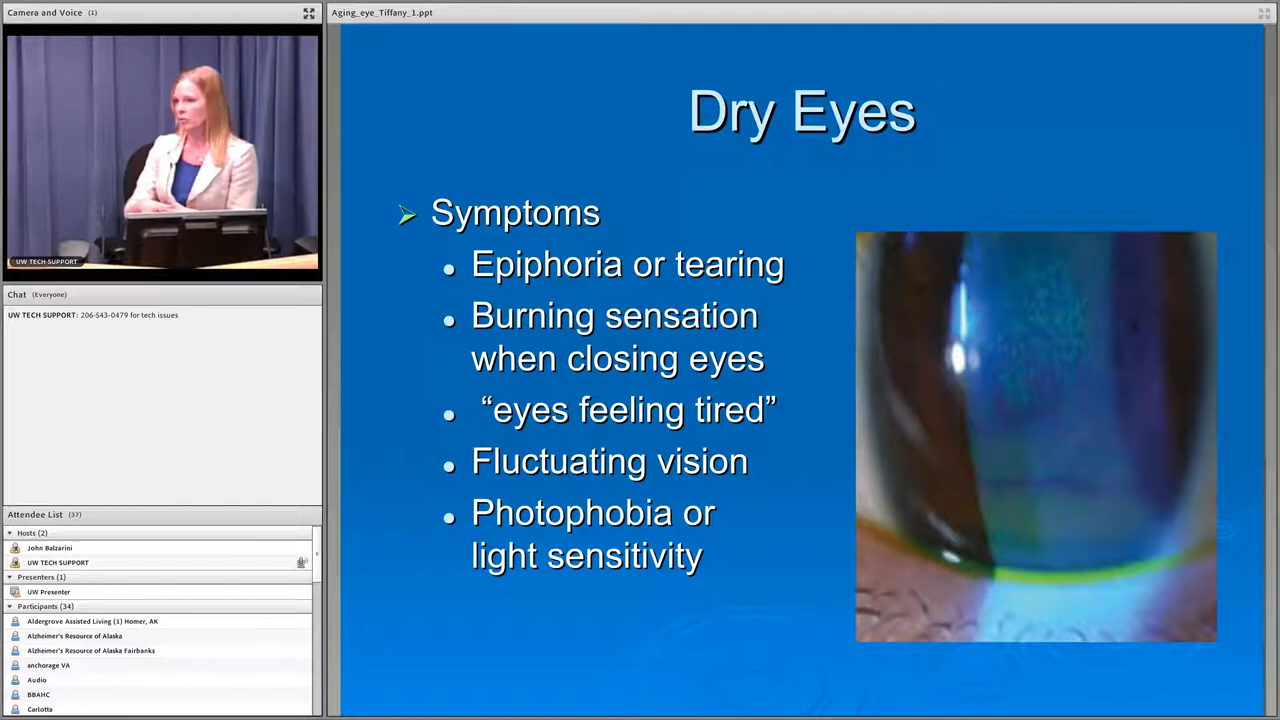 Camera and Voice (1)
UW TECH SUPPORT
Chat (Everyone)
UW TECH SUPPORT: 206-543-0479 for tech issues
Attendee List (37)
Hosts (2)
John Balzarini
UW TECH SUPPORT
Presenters (1)
UW Presenter
Participants (34)
Aldergrove Assisted Living (1) Homer, AK
Alzheimer's Resource of Alaska
Alzheimer's Resource of Alaska Fairbanks
anchorage VA
Audio
BBAHC
Carlotta
Aging_eye_Tiffany_1.ppt
Dry Eyes
Symptoms
Epiphoria or tearing
Burning sensation
when closing eyes
“eyes feeling tired”
Fluctuating vision
Photophobia or
light sensitivity